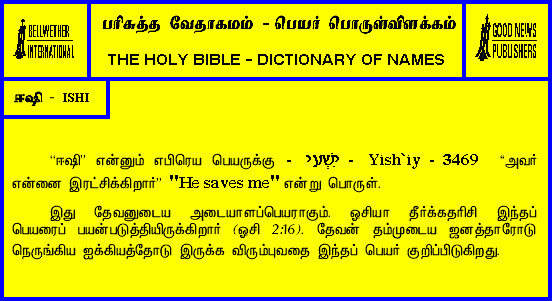 BELLWETHER
INTERNATIONAL
பரிசுத்த வேதாகமம் - பெயர் பொருள்விளக்கம்
THE HOLY BIBLE - DICTIONARY OF NAMES
GOOD NEWS
PUBLISHERS
ஈஷி - ISHI
“ஈஷி” என்னும் எபிரெய பெயருக்கு - יִשְׁעִי - Yish`iy - 3469 “அவர்
என்னை இரட்சிக்கிறார்” "He saves me" என்று பொருள்.
இது தேவனுடைய அடையாளப்பெயராகும். ஓசியா தீர்க்கதரிசி இந்தப்
பெயரைப் பயன்படுத்தியிருக்கிறார் (ஓசி 2:16). தேவன் தம்முடைய ஜனத்தாரோடு
நெருங்கிய ஐக்கியத்தோடு இருக்க விரும்புவதை இந்தப் பெயர் குறிப்பிடுகிறது.